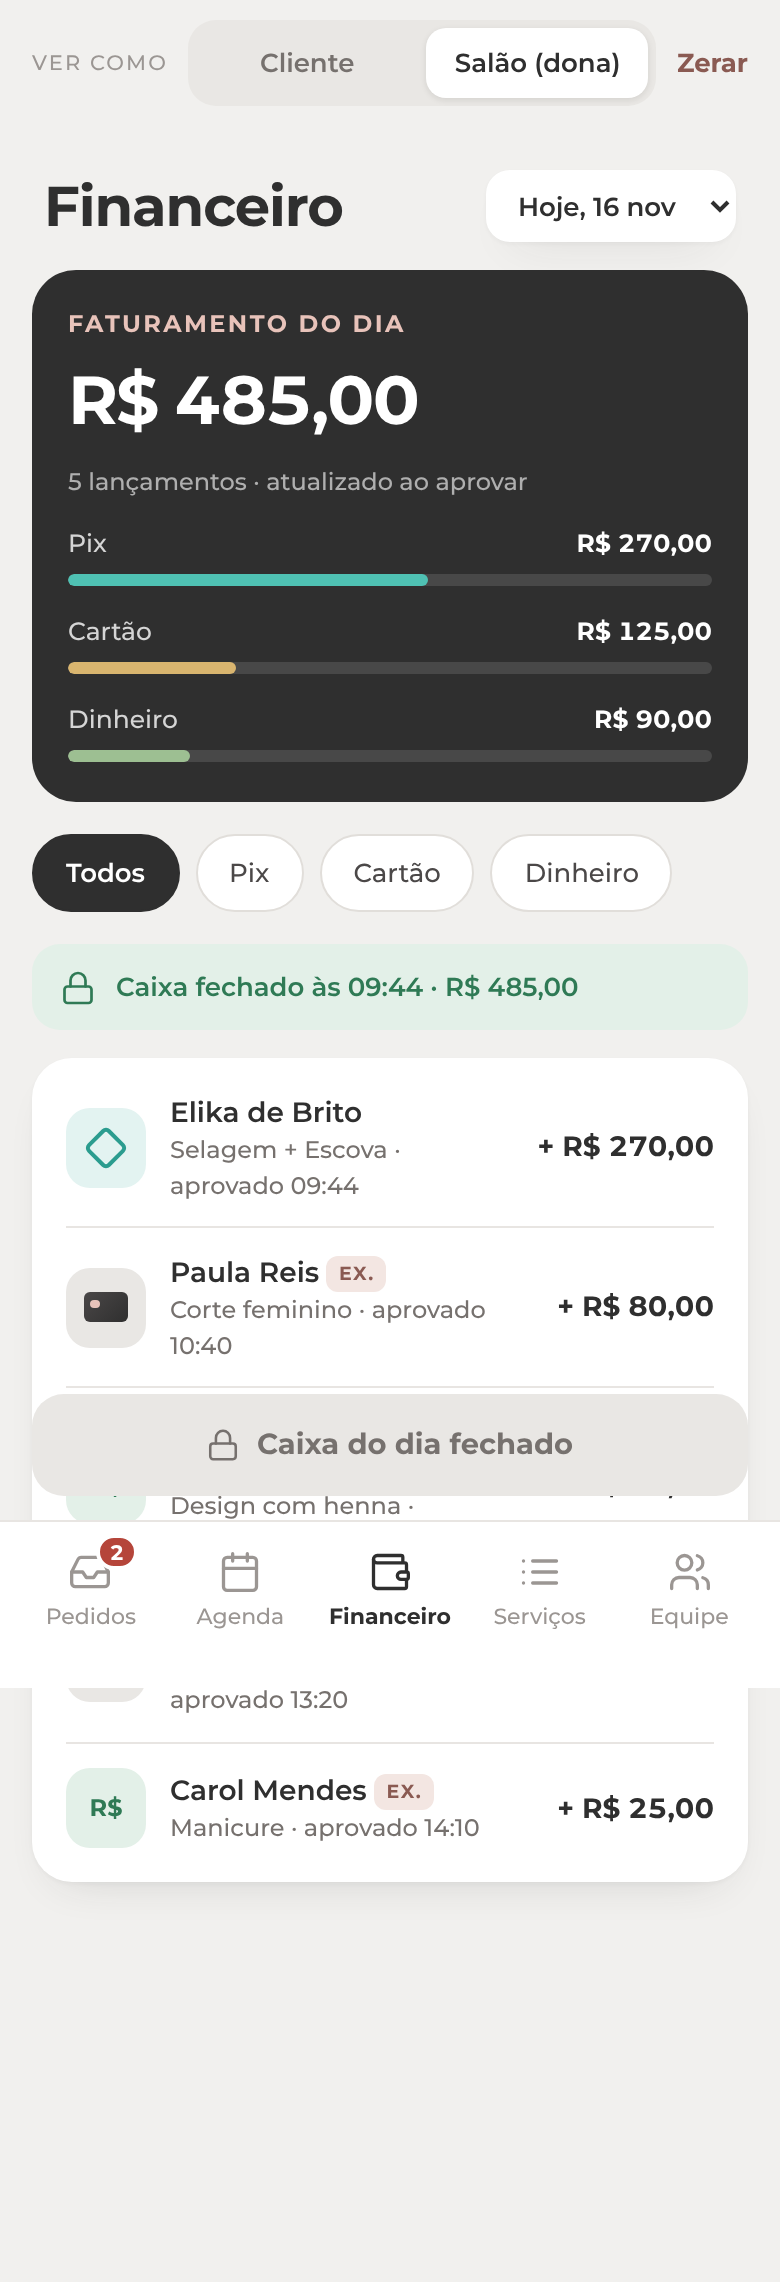 VER COMO
Cliente
Salão (dona)
Zerar
Financeiro
Hoje, 16 nov
FATURAMENTO DO DIA
R$ 485,00
5 lançamentos · atualizado ao aprovar
Pix
R$ 270,00
Cartão
R$ 125,00
Dinheiro
R$ 90,00
Todos
Pix
Cartão
Dinheiro
Caixa fechado às 09:44 · R$ 485,00
Elika de Brito
Selagem + Escova ·
aprovado 09:44
+ R$ 270,00
Paula Reis EX.
Corte feminino · aprovado
10:40
+ R$ 80,00
Caixa do dia fechado
Design com henna ·
2
Pedidos
Agenda
Financeiro
Serviços
Equipe
aprovado 13:20
R$
Carol Mendes EX.
Manicure · aprovado 14:10
+ R$ 25,00